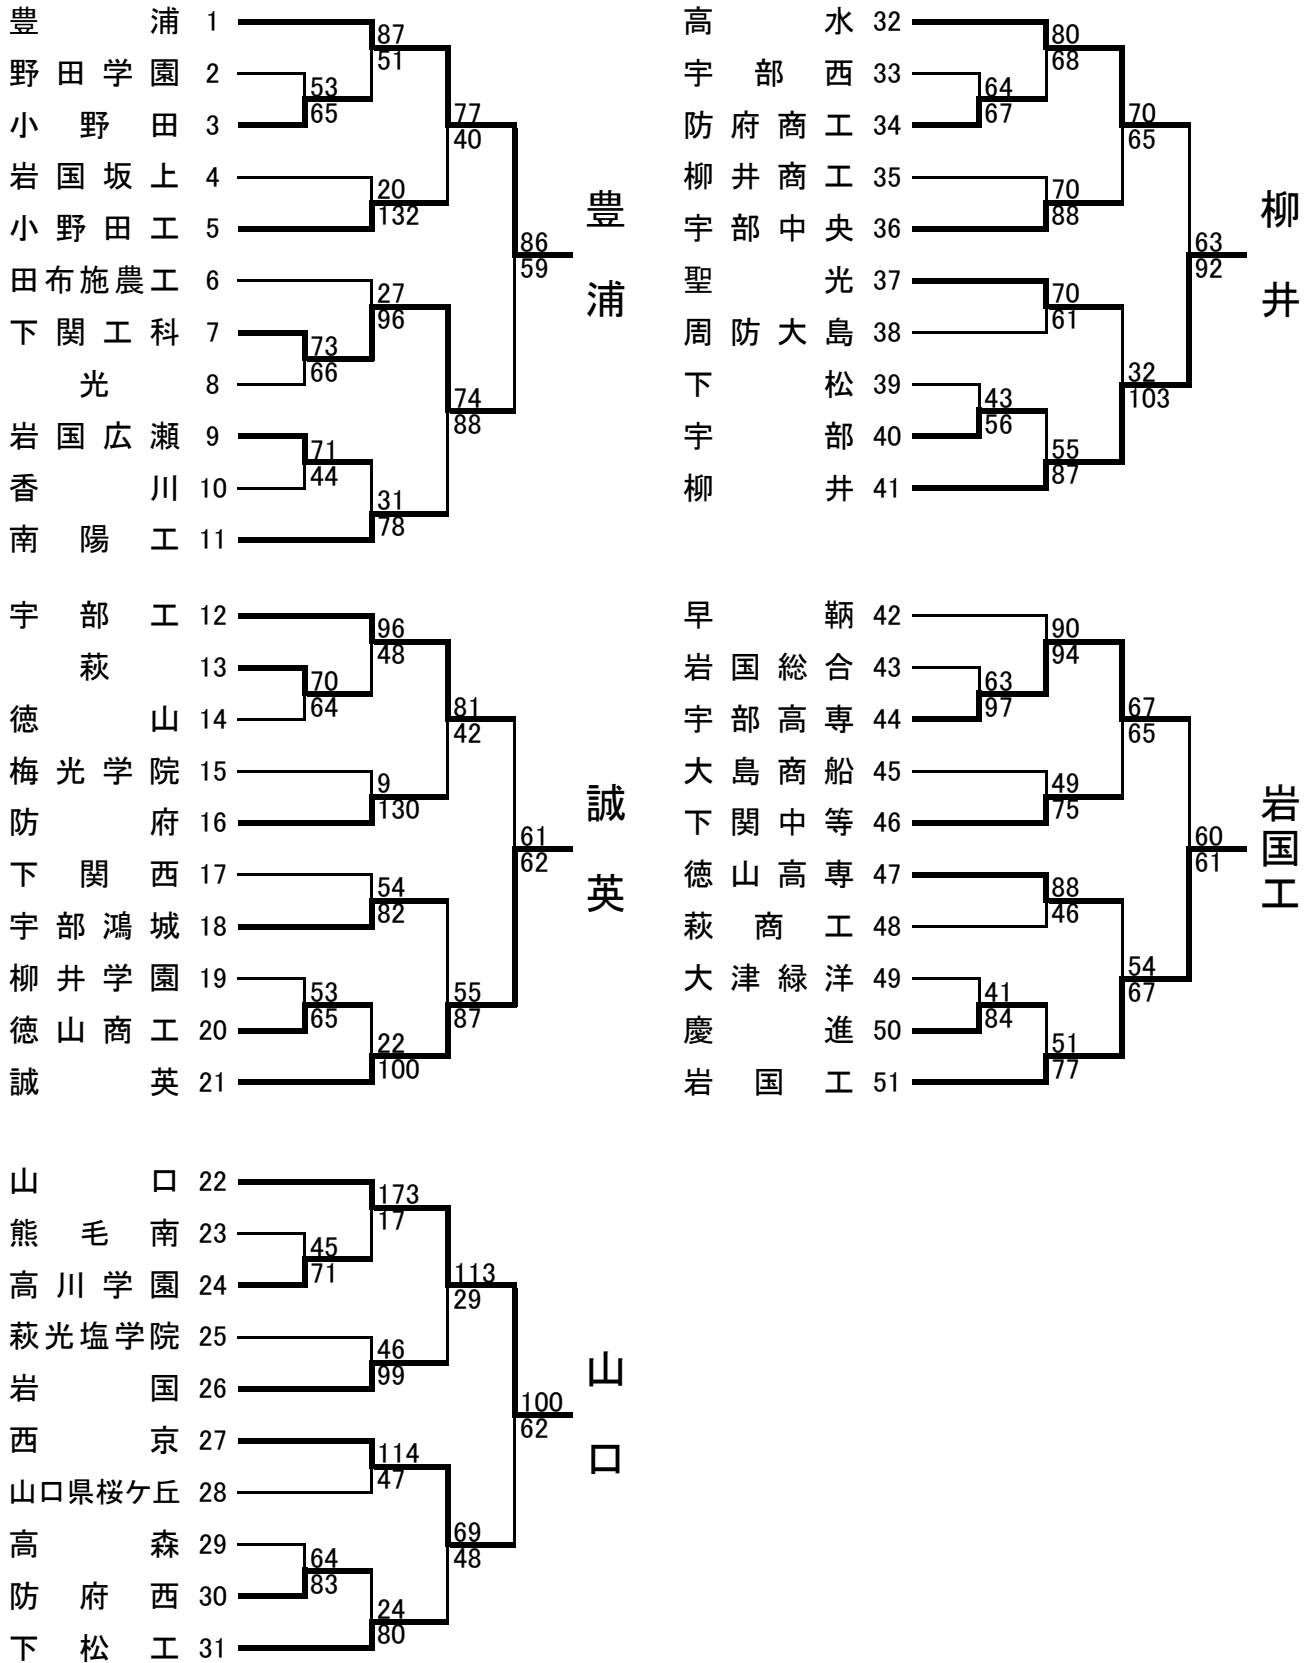 豊浦 1
87
51
野田学園 2
53
65
小野田 3
77
40
岩国坂上 4
20
132
小野田工 5
86
59
豊浦
田布施農工 6
27
96
下関工科 7
73
66
光 8
74
88
岩国広瀬 9
71
44
香川 10
31
78
南陽工 11
宇部工 12
96
48
萩 13
70
64
徳山 14
81
42
梅光学院 15
9
130
防府 16
61
62
誠英
下関西 17
54
82
宇部鴻城 18
柳井学園 19
53
65
55
87
徳山商工 20
22
100
誠英 21
山口 22
173
17
熊毛南 23
45
71
高川学園 24
113
29
萩光塩学院 25
46
99
岩国 26
100
62
山口
西京 27
114
47
山口県桜ケ丘 28
高森 29
64
83
69
48
防府西 30
24
80
下松工 31
高水 32
80
68
宇部西 33
64
67
防府商工 34
70
65
柳井商工 35
70
88
宇部中央 36
63
92
柳井
聖光 37
70
61
周防大島 38
下松 39
43
56
32
103
宇部 40
55
87
柳井 41
早鞆 42
90
94
岩国総合 43
63
97
宇部高専 44
67
65
大島商船 45
49
75
下関中等 46
60
61
岩国工
徳山高専 47
88
46
萩商工 48
大津緑洋 49
41
84
54
67
慶進 50
51
77
岩国工 51